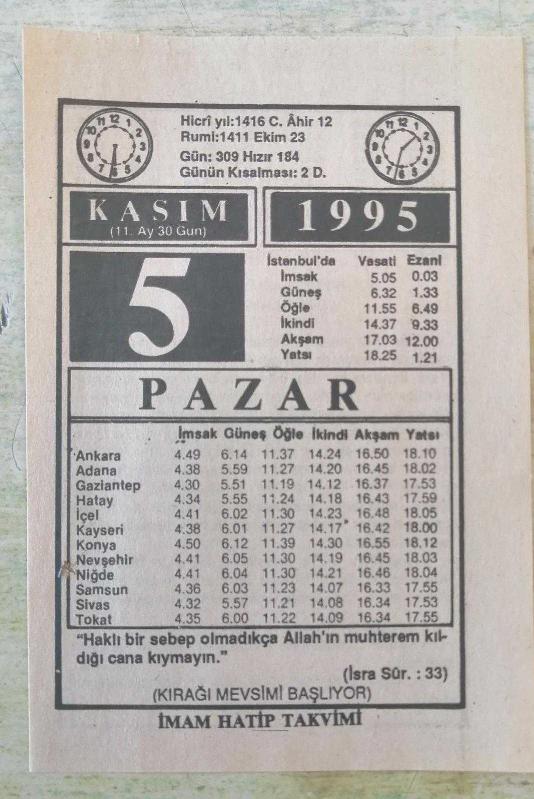 Hicrî yıl:1416 C. Âhir 12
Rumi:1411 Ekim 23
Gün: 309 Hızır 184
Günün Kısalması: 2 D.
KASIM
(11. Ay 30 Gun)
1995
5
İstanbul'da Vasati Ezani
İmsak 5.05 0.03
Güneş 6.32 1.33
Öğle 11.55 6.49
İkindi 14.37 9.33
Akşam 17.03 12.00
Yatsı 18.25 1.21
PAZAR
İmsak Güneş Öğle İkindi Akşam Yatsı
Ankara 4.49 6.14 11.37 14.24 16.50 18.10
Adana 4.38 5.59 11.27 14.20 16.45 18.02
Gaziantep 4.30 5.51 11.19 14.12 16.37 17.53
Hatay 4.34 5.55 11.24 14.18 16.43 17.59
İçel 4.41 6.02 11.30 14.23 16.48 18.05
Kayseri 4.38 6.01 11.27 14.17 16.42 18.00
Konya 4.50 6.12 11.39 14.30 16.55 18.12
Nevşehir 4.41 6.05 11.30 14.19 16.45 18.03
Niğde 4.41 6.04 11.30 14.21 16.46 18.04
Samsun 4.36 6.03 11.23 14.07 16.33 17.55
Sivas 4.32 5.57 11.21 14.08 16.34 17.53
Tokat 4.35 6.00 11.22 14.09 16.34 17.55
“Haklı bir sebep olmadıkça Allah'ın muhterem kıl-
dığı cana kıymayın.”
(İsra Sûr. : 33)
(KIRAĞI MEVSİMİ BAŞLIYOR)
İMAM HATİP TAKVİMİ